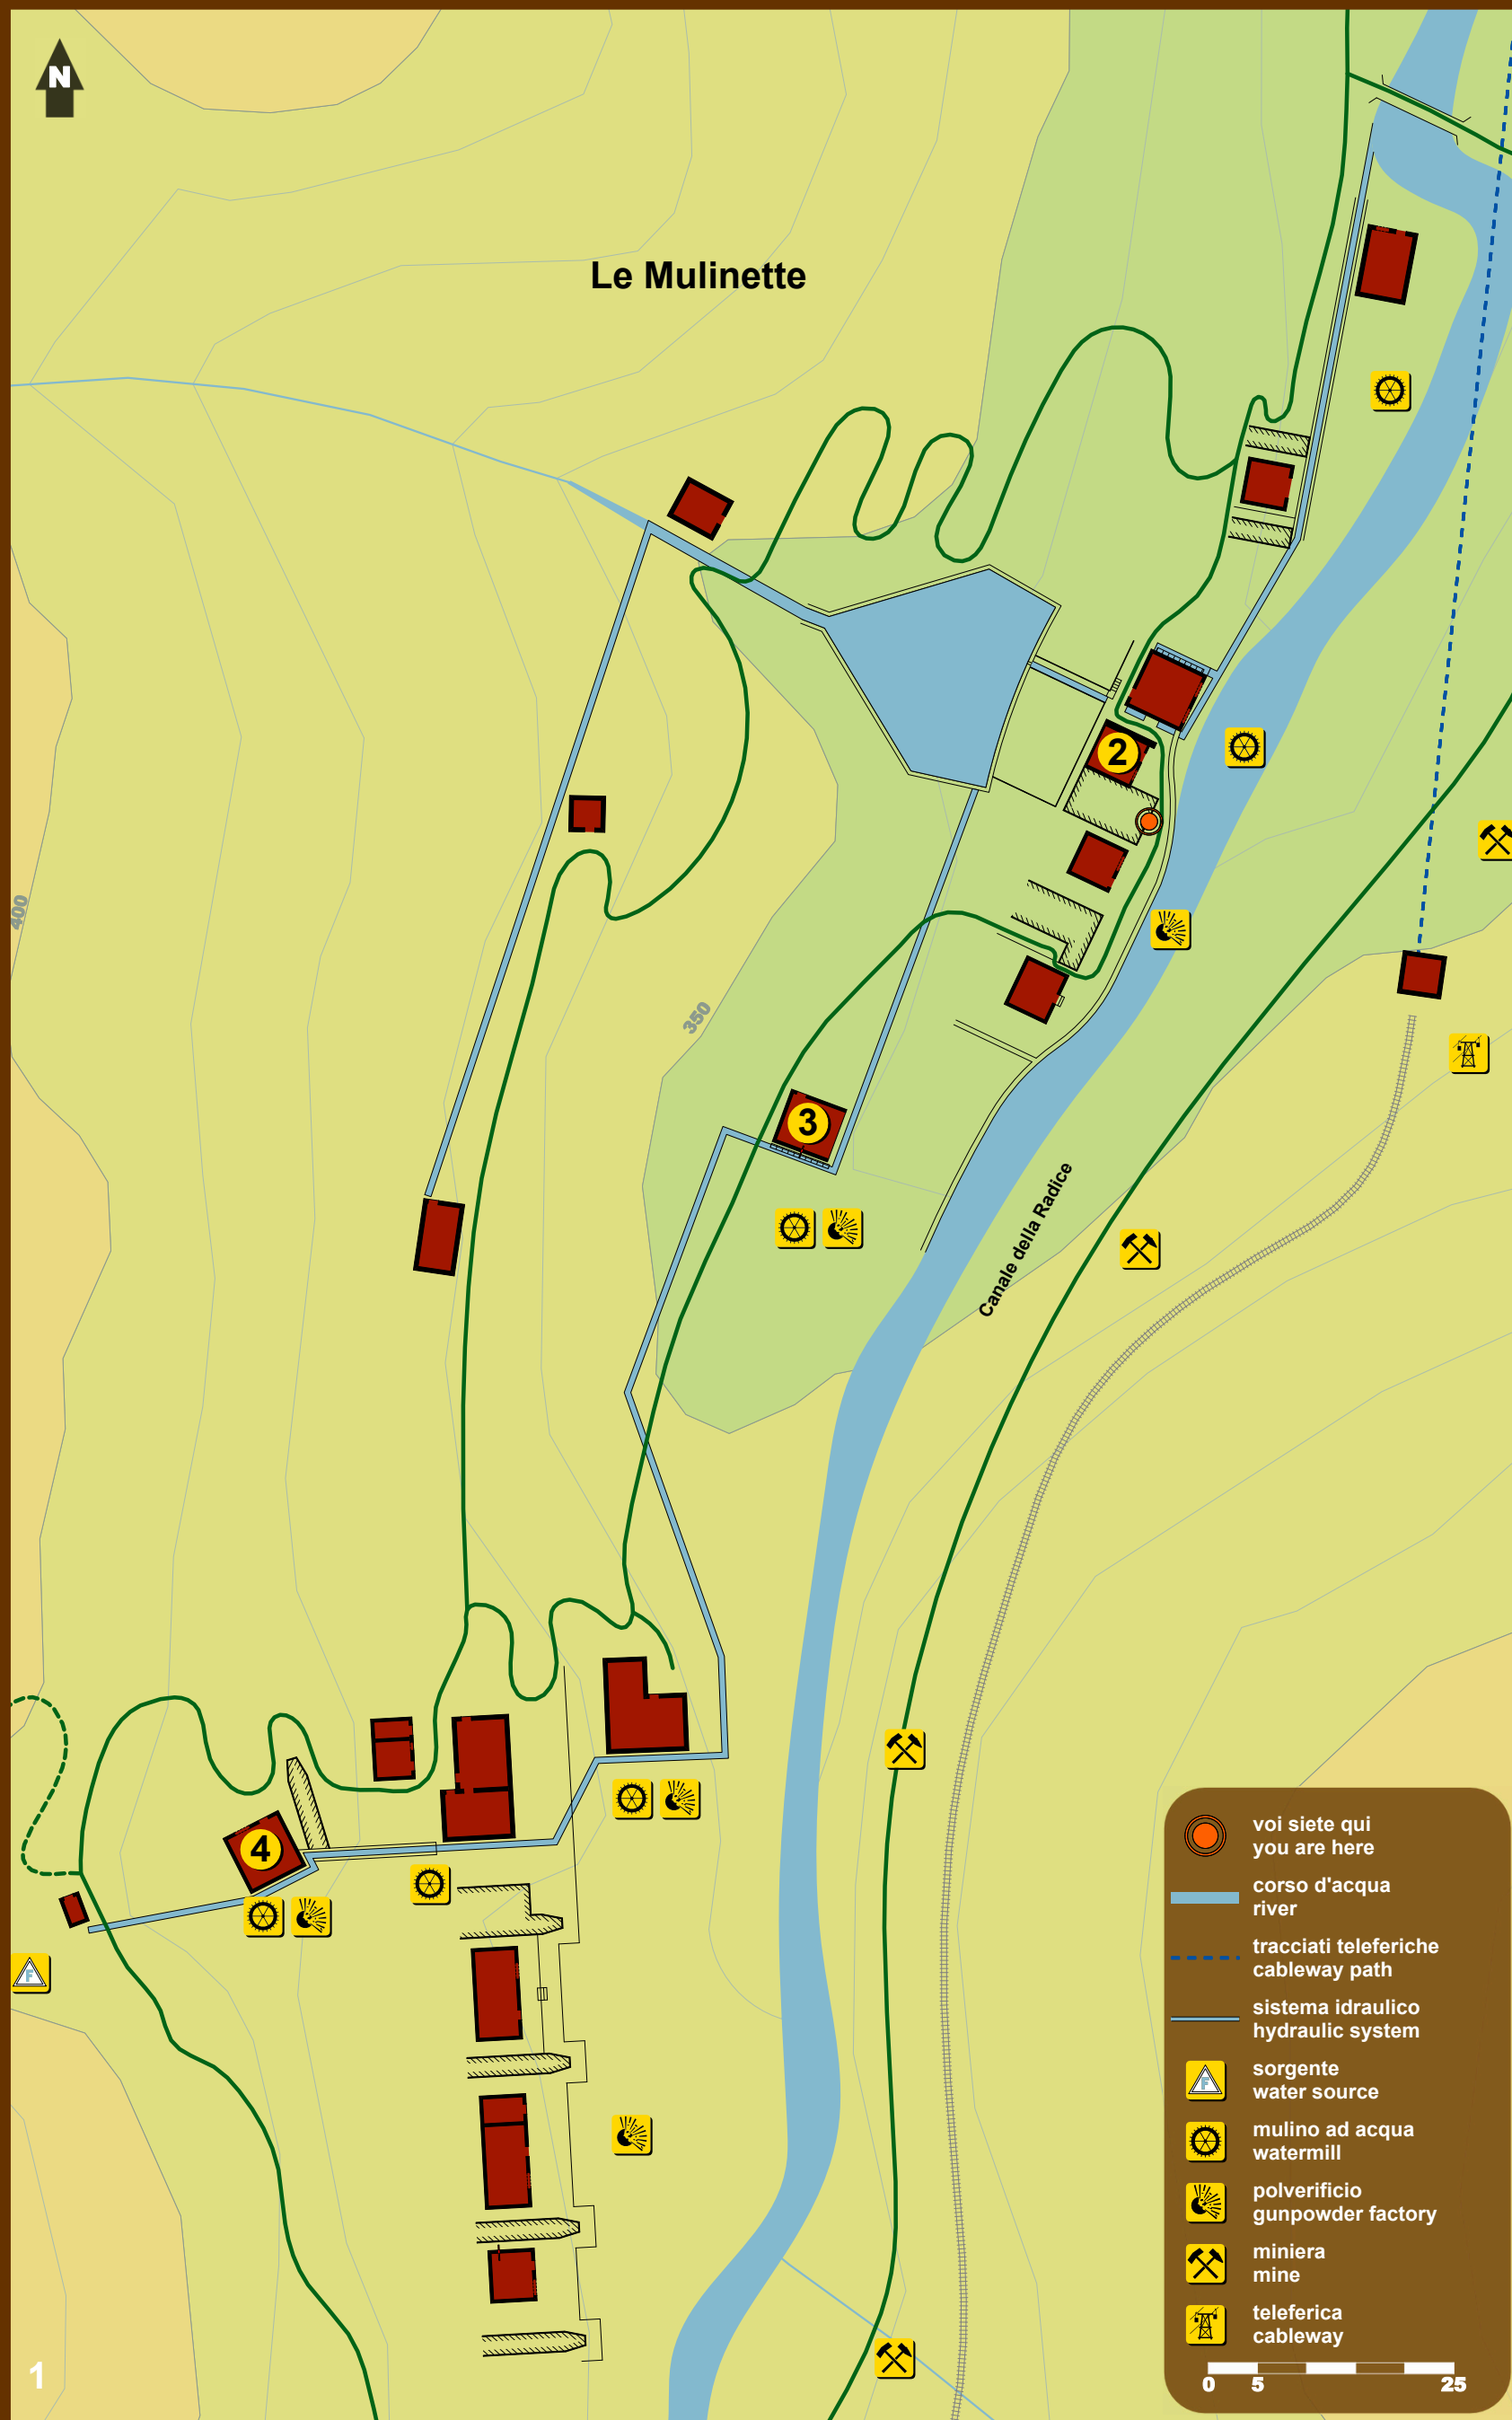 N
Le Mulinette
2
400
350
3
Canale della Radice
4
F
1
voi siete qui
you are here
corso d'acqua
river
tracciati teleferiche
cableway path
sistema idraulico
hydraulic system
F
sorgente
water source
mulino ad acqua
watermill
polverificio
gunpowder factory
miniera
mine
teleferica
cableway
0 5 25